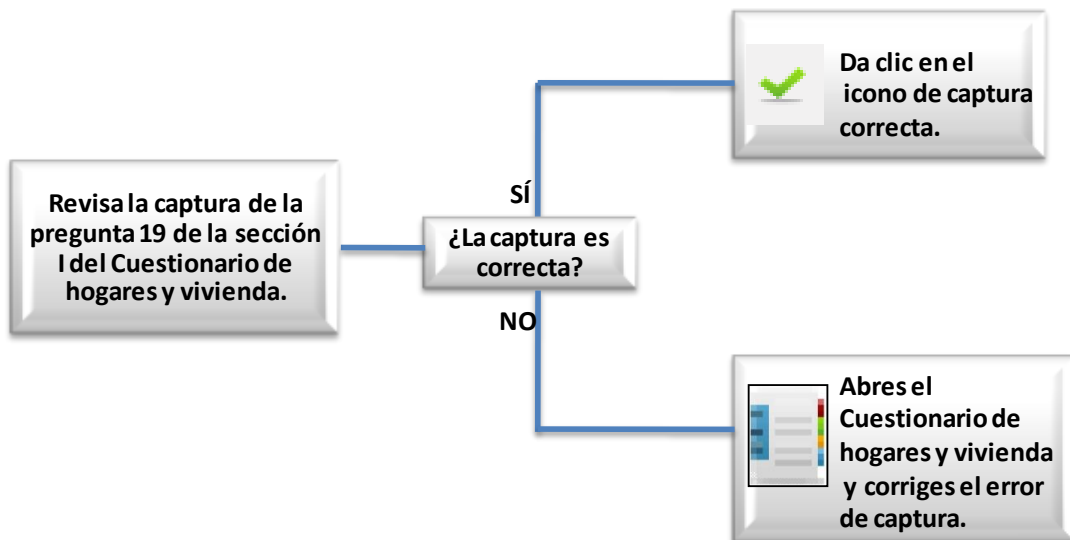 Revisa la captura de la
pregunta 19 de la sección
I del Cuestionario de
hogares y vivienda.
¿La captura es
correcta?
SÍ
Da clic en el
icono de captura
correcta.
NO
Abres el
Cuestionario de
hogares y vivienda
y corriges el error
de captura.